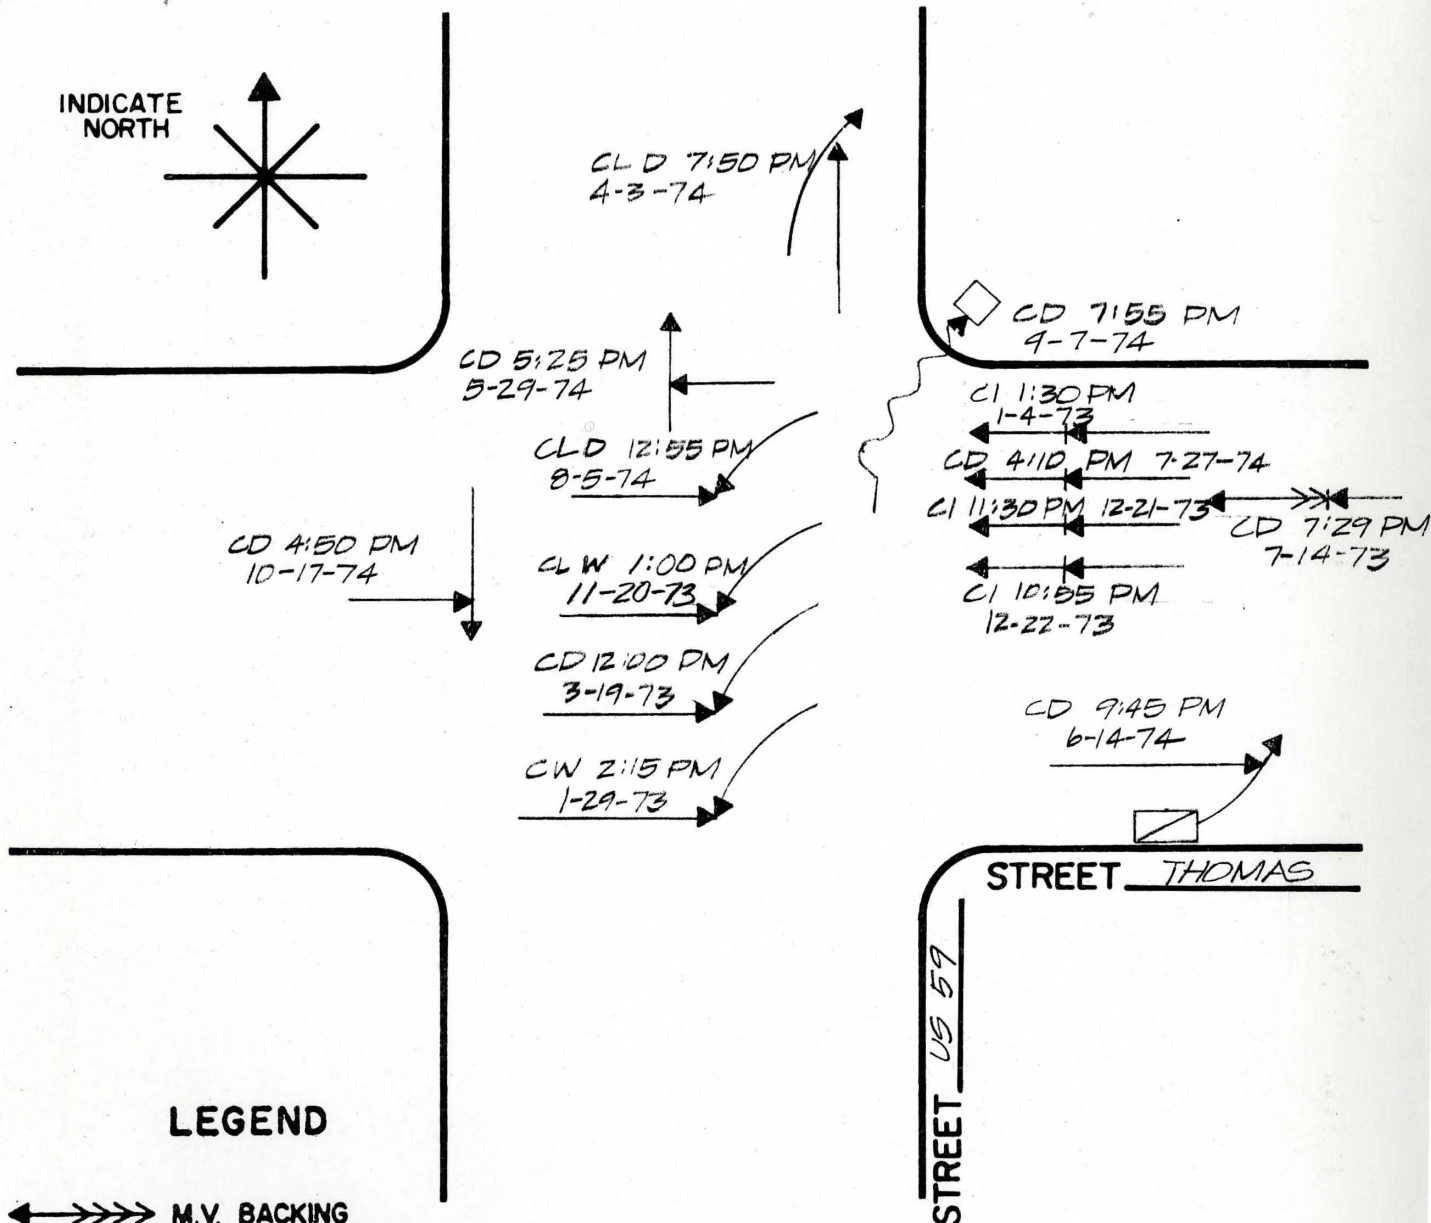 INDICATE
NORTH
CLD 7:50 PM
4-3-74
CD 7:55 PM
9-7-74
CD 5:25 PM
5-29-74
CI 1:30 PM
1-4-73
CLD 12:55 PM
8-5-74
CD 4:10 PM 7-27-74
CI 11:30 PM 12-21-73
CD 7:29 PM
7-14-73
CD 4:50 PM
10-17-74
CLW 1:00 PM
11-20-73
CI 10:55 PM
12-22-73
CD 12:00 PM
3-19-73
CD 9:45 PM
6-14-74
CW 2:15 PM
1-29-73
STREET THOMAS
STREET US 59
LEGEND
M.V. BACKING